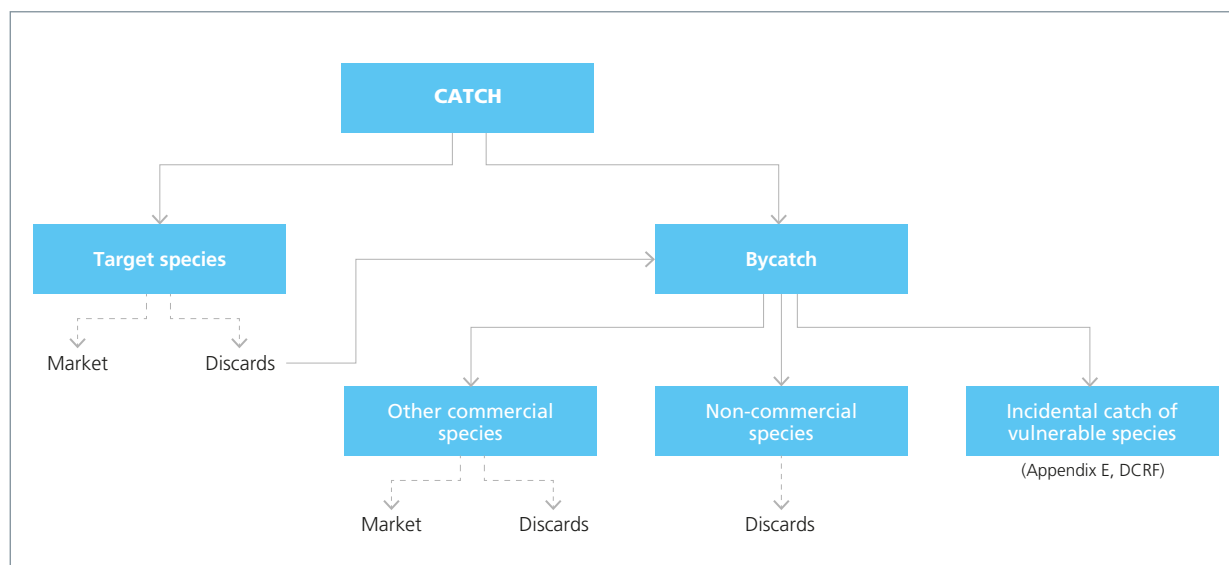 CATCH
Target species
Bycatch
Market
Discards
Other commercial
species
Non-commercial
species
Incidental catch of
vulnerable species
(Appendix E, DCRF)
Market
Discards
Discards